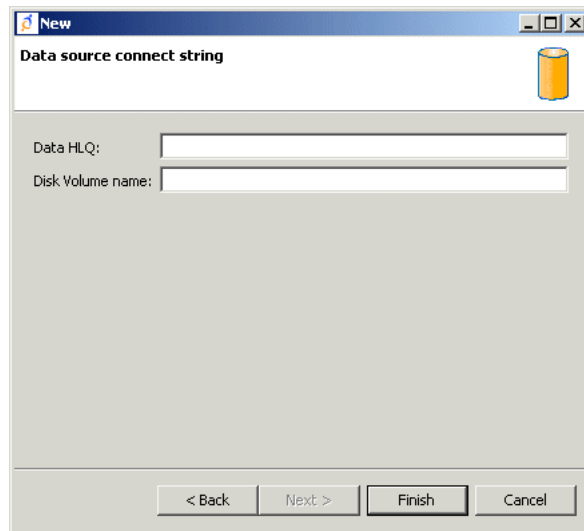 New
Data source connect string
Data HLQ:
Disk Volume name:
< Back Next > Finish Cancel